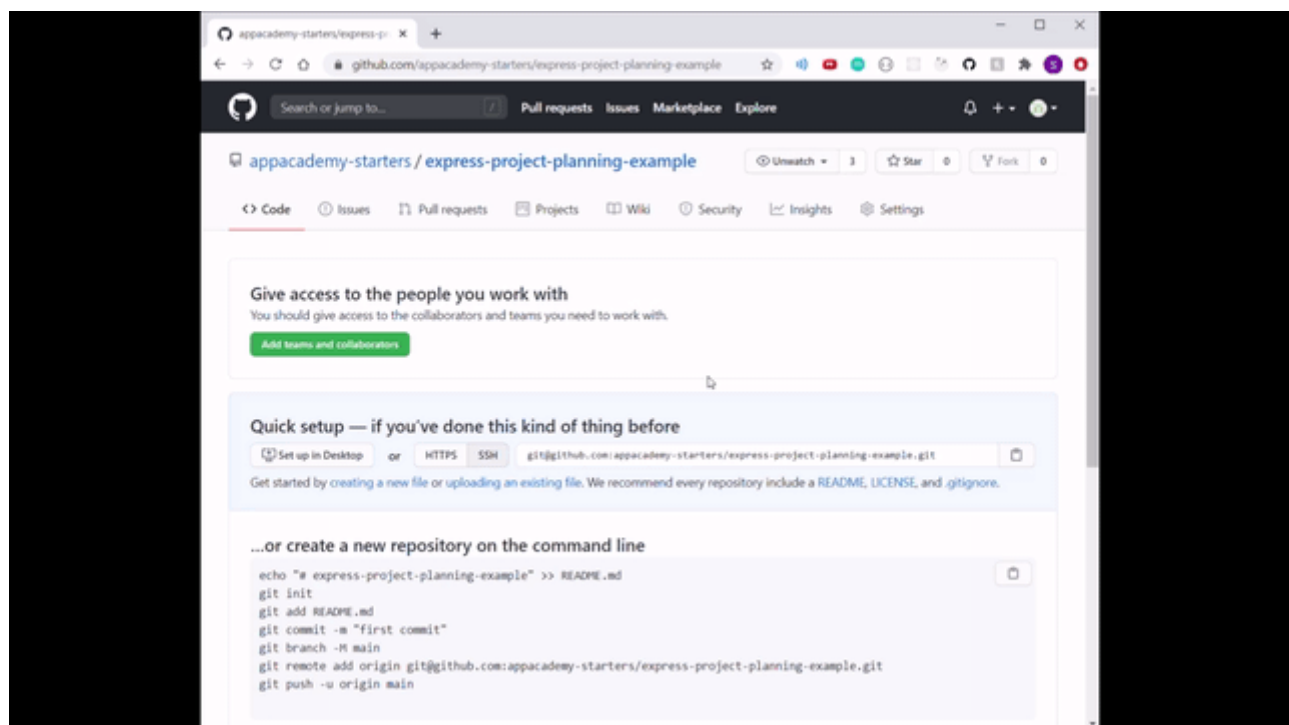 appacademy-starters/express-pr
github.com/appacademy-starters/express-project-planning-example
S
Search or jump to...
/
Pull requests Issues Marketplace Explore
appacademy-starters / express-project-planning-example
Unwatch 3 Star 0 Fork 0
Code Issues Pull requests Projects Wiki Security Insights Settings
Give access to the people you work with
You should give access to the collaborators and teams you need to work with.
Add teams and collaborators
Quick setup — if you've done this kind of thing before
Set up in Desktop or HTTPS SSH git@github.com:appacademy-starters/express-project-planning-example.git
Get started by creating a new file or uploading an existing file. We recommend every repository include a README, LICENSE, and .gitignore.
...or create a new repository on the command line
echo "# express-project-planning-example" >> README.md
git init
git add README.md
git commit -m "first commit"
git branch -M main
git remote add origin git@github.com:appacademy-starters/express-project-planning-example.git
git push -u origin main